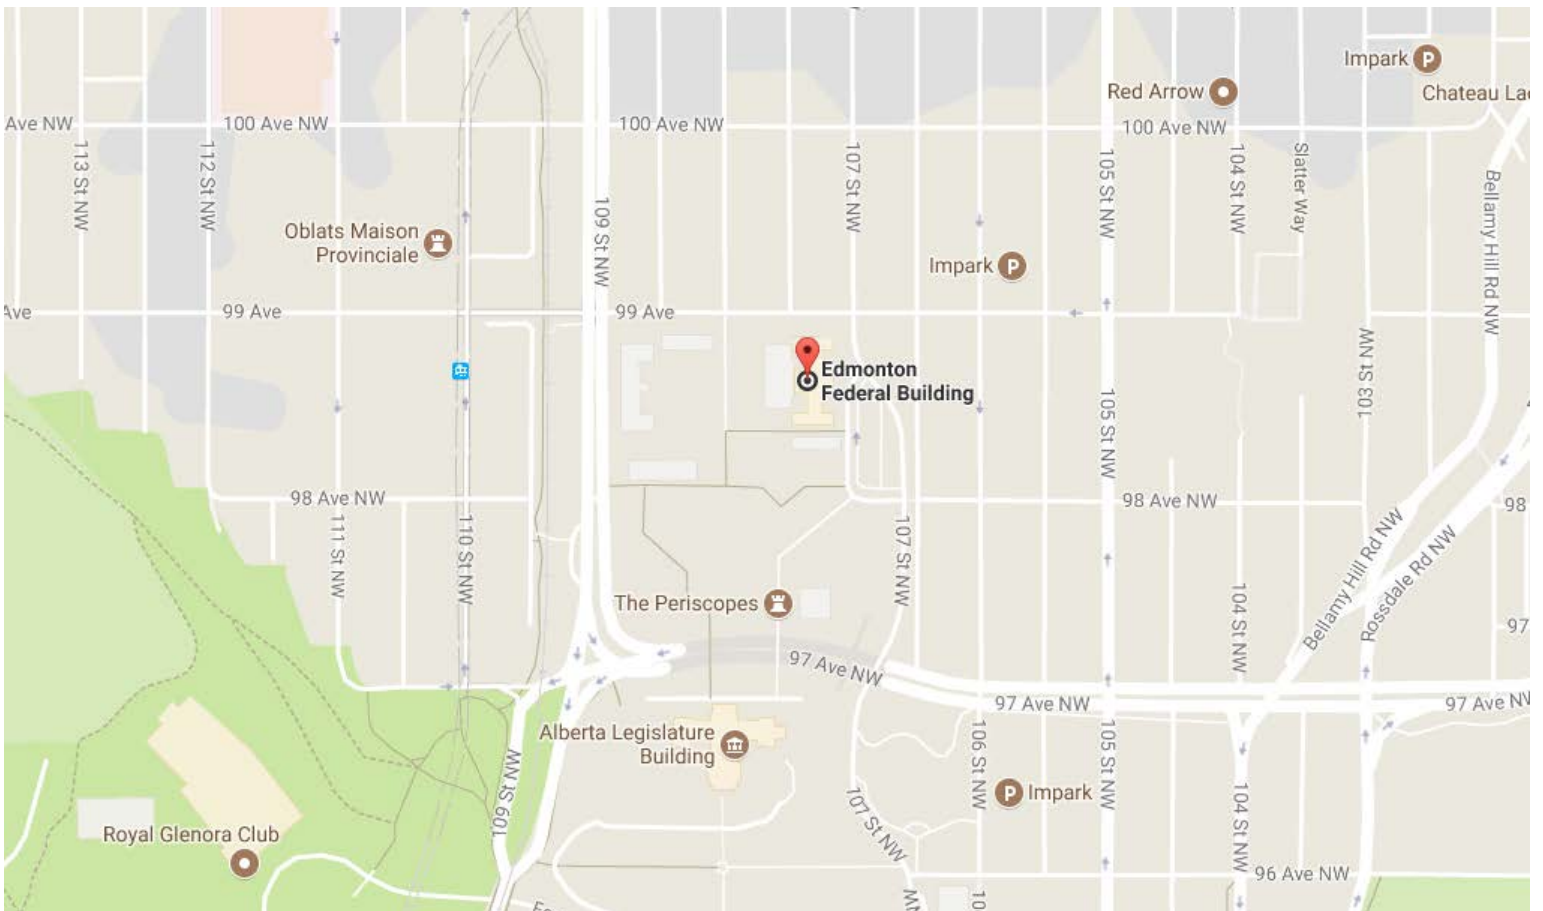 Impark P
Red Arrow
Chateau La
Ave NW
100 Ave NW
100 Ave NW
100 Ave NW
113 St NW
112 St NW
107 St NW
105 St NW
104 St NW
Slatter Way
Bellamy Hill Rd NW
109 St NW
Oblats Maison
Provinciale
Impark P
Ave
99 Ave
99 Ave
103 St NW
Edmonton
Federal Building
105 St NW
98 Ave NW
98 Ave NW
98
111 St NW
110 St NW
107 St NW
Bellamy Hill Rd NW
Rossdale Rd NW
The Periscopes
104 St NW
97
97 Ave NW
97 Ave NW
97 Ave NW
Alberta Legislature
Building
106 St NW
105 St NW
109 St NW
P Impark
107 St NW
104 St NW
Royal Glenora Club
96 Ave NW
NW
10